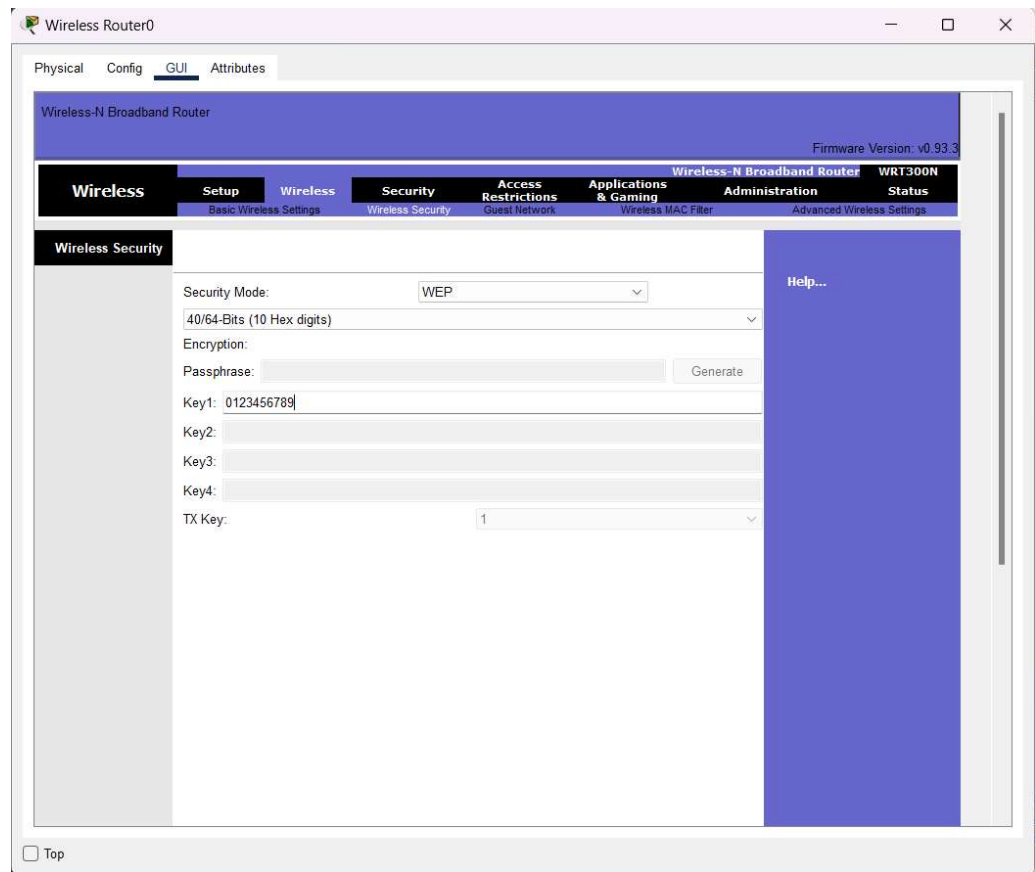 Wireless Router0
Physical Config GUI Attributes
Wireless-N Broadband Router
Firmware Version: v0.93.3
Wireless-N Broadband Router WRT300N
Wireless Setup Wireless Security Access Restrictions Applications & Gaming Administration Status
Basic Wireless Settings Wireless Security Guest Network Wireless MAC Filter Advanced Wireless Settings
Wireless Security
Help...
Security Mode: WEP
40/64-Bits (10 Hex digits)
Encryption:
Passphrase: Generate
Key1: 0123456789
Key2:
Key3:
Key4:
TX Key: 1
Top